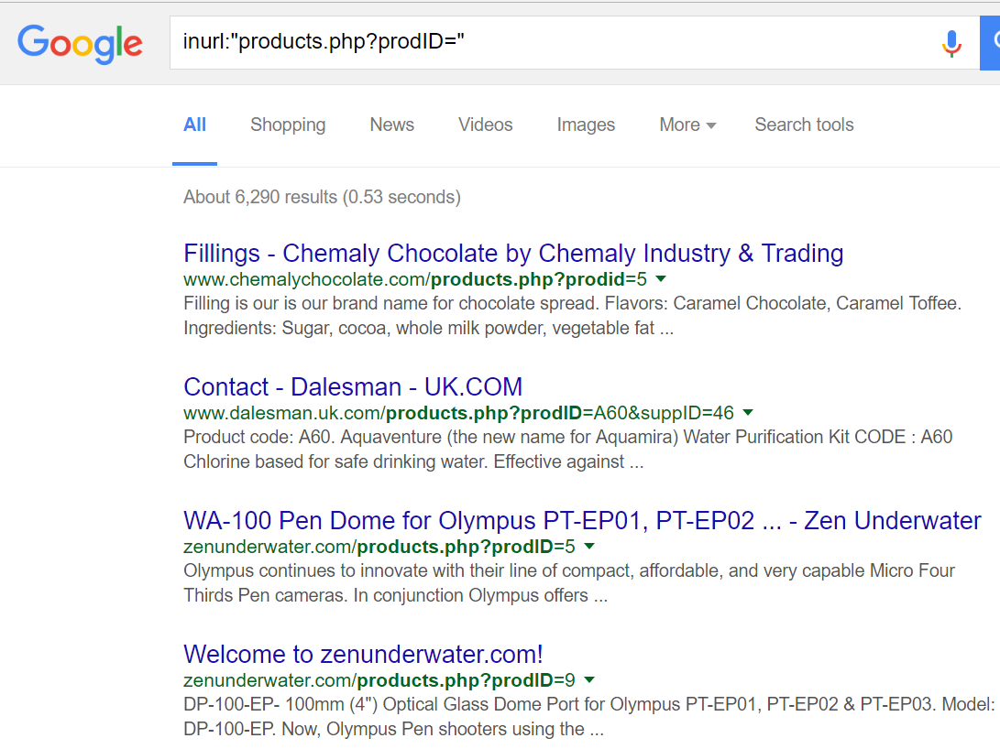 Google
inurl:"products.php?prodID="
All Shopping News Videos Images More Search tools
About 6,290 results (0.53 seconds)
Fillings - Chemaly Chocolate by Chemaly Industry & Trading
www.chemalychocolate.com/products.php?prodid=5
Filling is our is our brand name for chocolate spread. Flavors: Caramel Chocolate, Caramel Toffee.
Ingredients: Sugar, cocoa, whole milk powder, vegetable fat ...
Contact - Dalesman - UK.COM
www.dalesman.uk.com/products.php?prodID=A60&suppID=46
Product code: A60. Aquaventure (the new name for Aquamira) Water Purification Kit CODE : A60
Chlorine based for safe drinking water. Effective against ...
WA-100 Pen Dome for Olympus PT-EP01, PT-EP02 ... - Zen Underwater
zenunderwater.com/products.php?prodID=5
Olympus continues to innovate with their line of compact, affordable, and very capable Micro Four
Thirds Pen cameras. In conjunction Olympus offers ...
Welcome to zenunderwater.com!
zenunderwater.com/products.php?prodID=9
DP-100-EP- 100mm (4") Optical Glass Dome Port for Olympus PT-EP01, PT-EP02 & PT-EP03. Model:
DP-100-EP. Now, Olympus Pen shooters using the ...